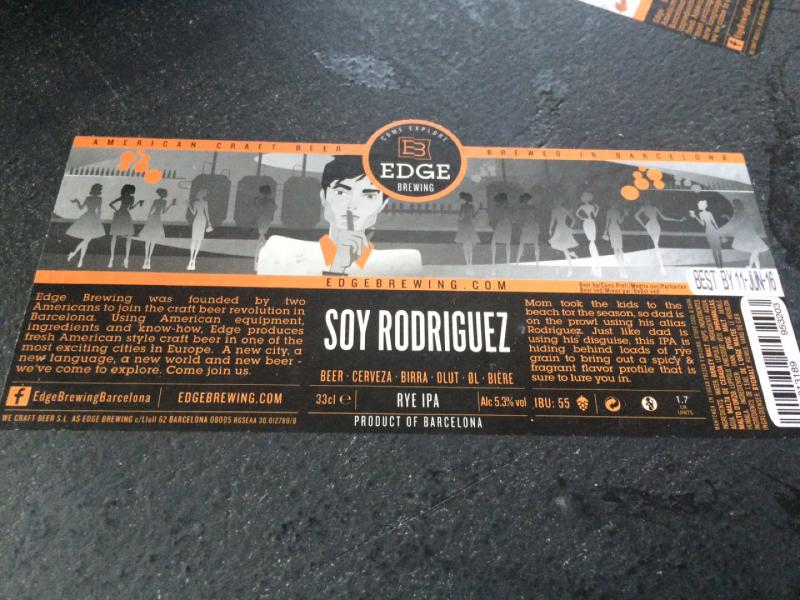 AMERICAN CRAFT BEER
COME EXPLORE
EB
EDGE
BREWING
BREWED IN BARCELONA
EDGEBREWING.COM
BEST BY 11-JUN-16
Edge Brewing was founded by two
Americans to join the craft beer revolution in
Barcelona. Using American equipment,
ingredients and know-how, Edge produces
fresh American style craft beer in one of the
most exciting cities in Europe. A new city, a
new language, a new world and new beer -
we've come to explore. Come join us.
f EdgeBrewingBarcelona
EDGEBREWING.COM
WE CRAFT BEER S.L. AS EDGE BREWING c/Llull 62 BARCELONA 08005 HGSEAA 30.012789/B
SOY RODRIGUEZ
BEER · CERVEZA · BIRRA · OLUT · ØL · BIÈRE
33cl e
RYE IPA
Alc 5.3% vol
PRODUCT OF BARCELONA
Mom took the kids to the
beach for the season, so dad is
on the prowl using his alias
Rodriguez. Just like dad is
using his disguise, this IPA is
hiding behind loads of rye
grain to bring out a spicy &
fragrant flavor profile that is
sure to lure you in.
IBU: 55
1.7
UK
UNITS